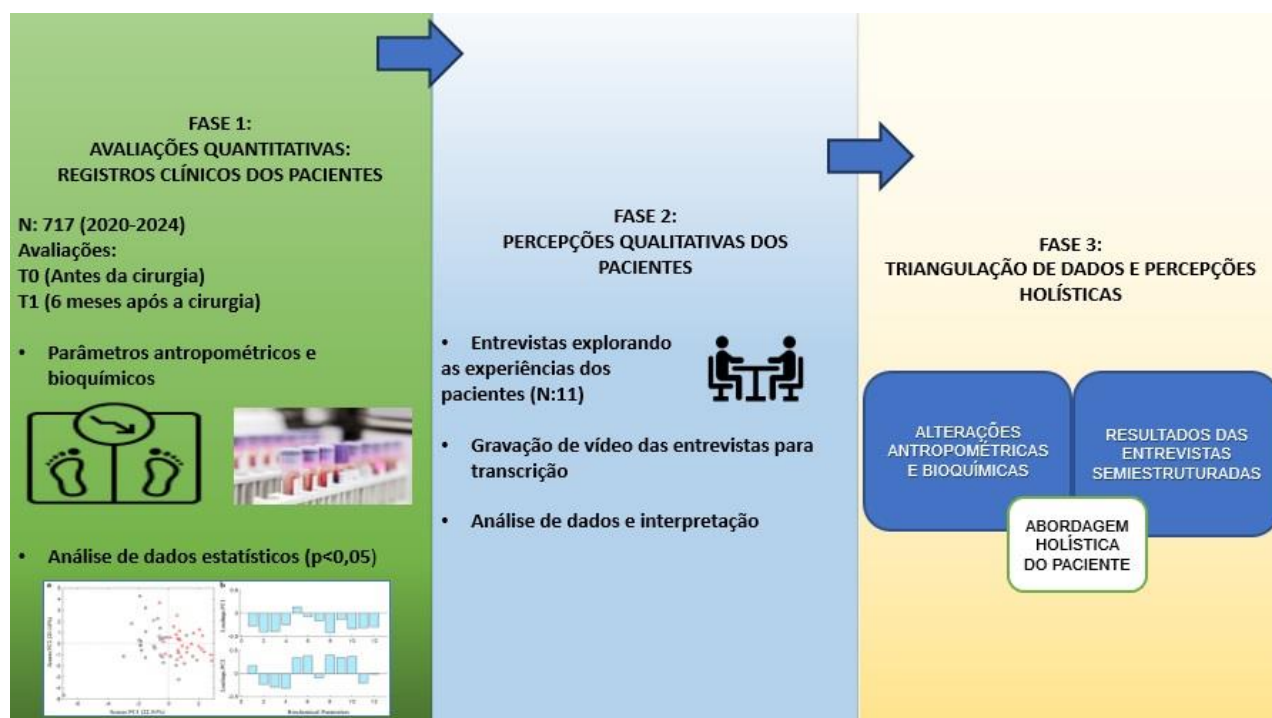 FASE 1:
AVALIAÇÕES QUANTITATIVAS:
REGISTROS CLÍNICOS DOS PACIENTES
N: 717 (2020-2024)
Avaliações:
T0 (Antes da cirurgia)
T1 (6 meses após a cirurgia)
• Parâmetros antropométricos e
bioquímicos
• Análise de dados estatísticos (p<0,05)
FASE 2:
PERCEPÇÕES QUALITATIVAS DOS
PACIENTES
• Entrevistas explorando
as experiências dos
pacientes (N:11)
• Gravação de vídeo das entrevistas para
transcrição
• Análise de dados e interpretação
FASE 3:
TRIANGULAÇÃO DE DADOS E PERCEPÇÕES
HOLÍSTICAS
ALTERAÇÕES
ANTROPOMÉTRICAS
E BIOQUÍMICAS
RESULTADOS DAS
ENTREVISTAS
SEMIESTRUTURADAS
ABORDAGEM
HOLÍSTICA
DO PACIENTE